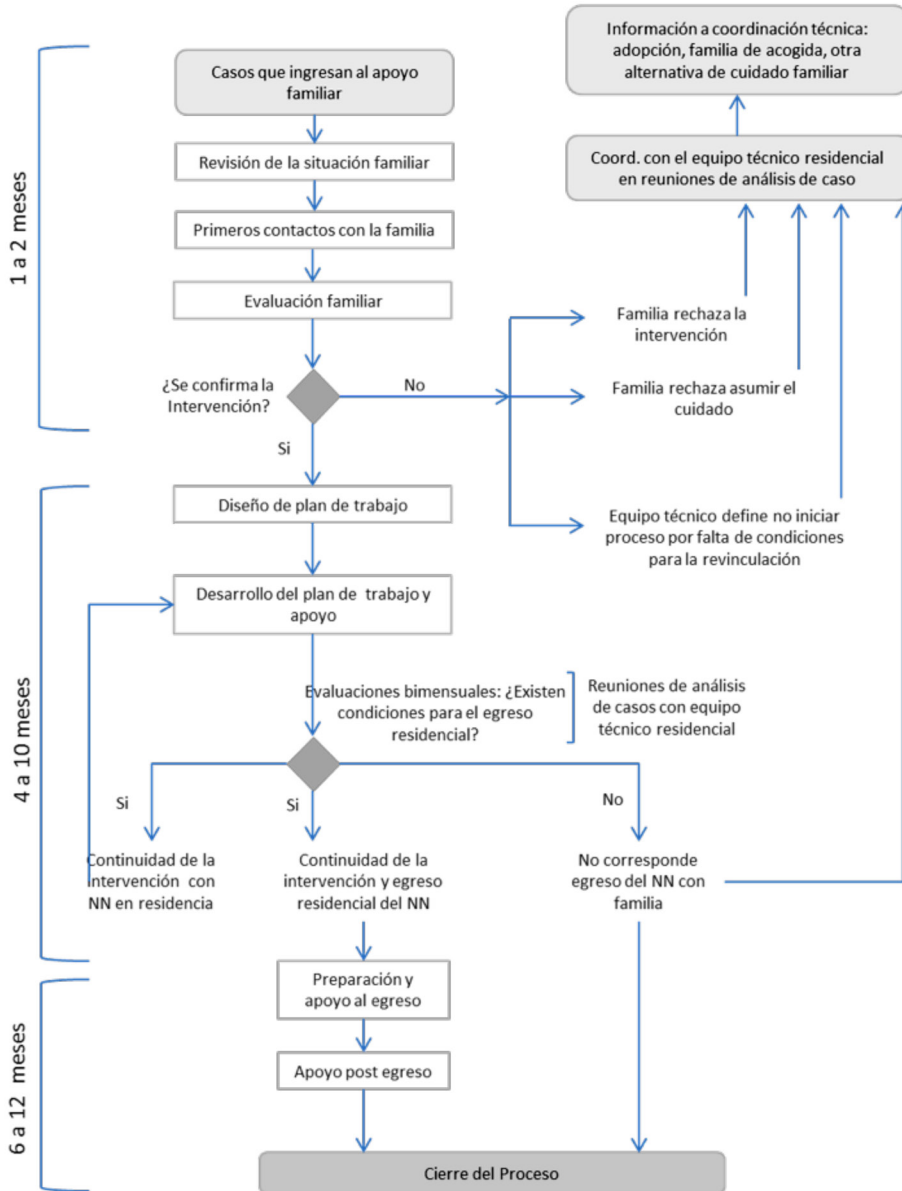 Información a coordinación técnica:
adopción, familia de acogida, otra
alternativa de cuidado familiar
Casos que ingresan al apoyo
familiar
Coord. con el equipo técnico residencial
en reuniones de análisis de caso
Revisión de la situación familiar
Primeros contactos con la familia
Evaluación familiar
1 a 2 meses
¿Se confirma la
Intervención?
No
Si
Familia rechaza la
intervención
Familia rechaza asumir el
cuidado
Equipo técnico define no iniciar
proceso por falta de condiciones
para la revinculación
Diseño de plan de trabajo
Desarrollo del plan de trabajo y
apoyo
4 a 10 meses
Evaluaciones bimensuales: ¿Existen
condiciones para el egreso
residencial?
Reuniones de análisis
de casos con equipo
técnico residencial
Si
Si
No
Continuidad de la
intervención con
NN en residencia
Continuidad de la
intervención y egreso
residencial del NN
No corresponde
egreso del NN con
familia
6 a 12 meses
Preparación y
apoyo al egreso
Apoyo post egreso
Cierre del Proceso